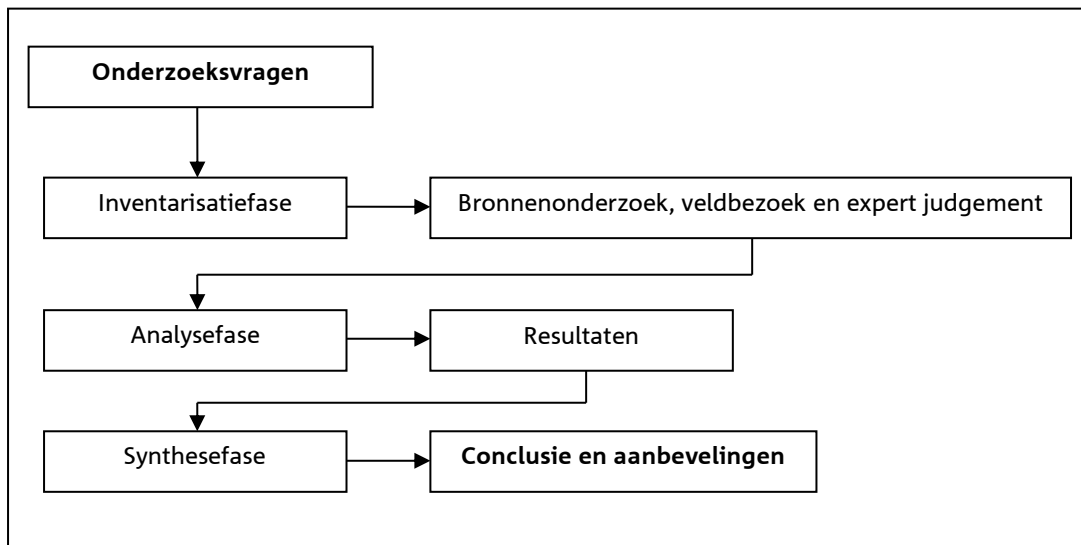 Onderzoeksvragen
Inventarisatiefase
Bronnenonderzoek, veldbezoek en expert judgement
Analysefase
Resultaten
Synthesefase
Conclusie en aanbevelingen